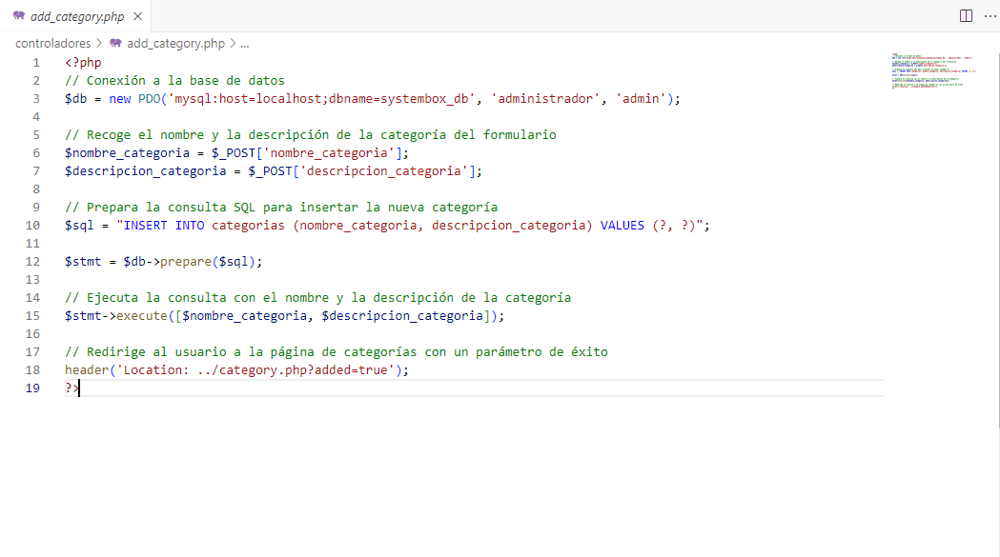 add_category.php
controladores > add_category.php > ...
1 <?php
2 // Conexión a la base de datos
3 $db = new PDO('mysql:host=localhost;dbname=systembox_db', 'administrador', 'admin');
4
5 // Recoge el nombre y la descripción de la categoría del formulario
6 $nombre_categoria = $_POST['nombre_categoria'];
7 $descripcion_categoria = $_POST['descripcion_categoria'];
8
9 // Prepara la consulta SQL para insertar la nueva categoría
10 $sql = "INSERT INTO categorias (nombre_categoria, descripcion_categoria) VALUES (?, ?)";
11
12 $stmt = $db->prepare($sql);
13
14 // Ejecuta la consulta con el nombre y la descripción de la categoría
15 $stmt->execute([$nombre_categoria, $descripcion_categoria]);
16
17 // Redirige al usuario a la página de categorías con un parámetro de éxito
18 header('Location: ../category.php?added=true');
19 ?>